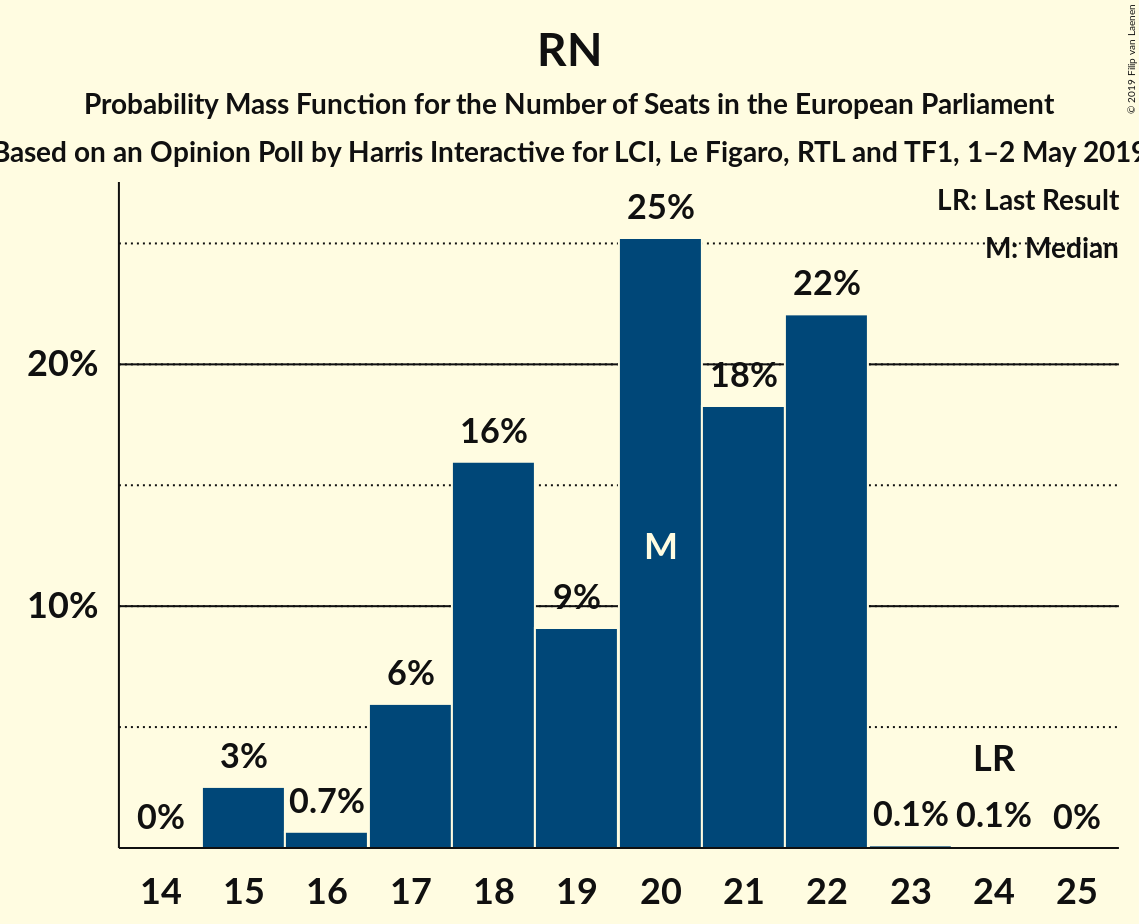 RN
Probability Mass Function for the Number of Seats in the European Parliament
Based on an Opinion Poll by Harris Interactive for LCI, Le Figaro, RTL and TF1, 1–2 May 2019
© 2019 Filip van Laenen
LR: Last Result
M: Median
25%
22%
20%
18%
16%
M
10%
9%
6%
3%
LR
0%
0.7%
0.1%
0.1%
0%
14 15 16 17 18 19 20 21 22 23 24 25